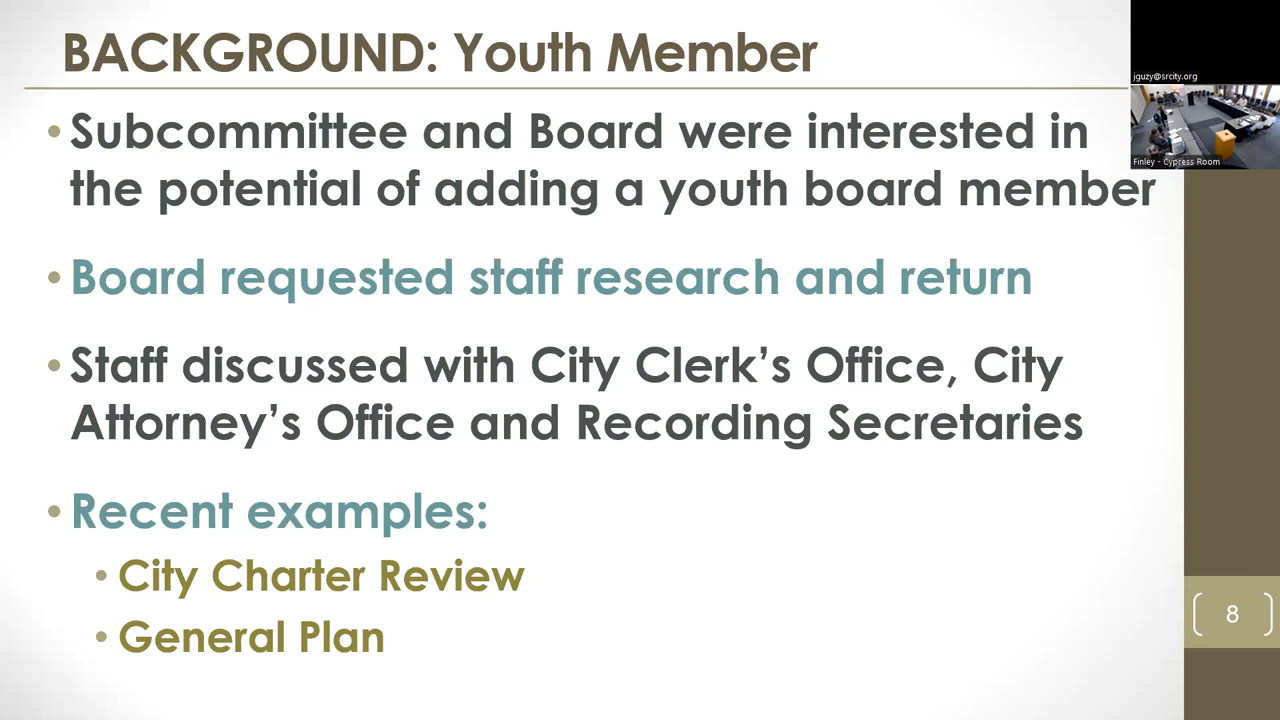 BACKGROUND: Youth Member
• Subcommittee and Board were interested in
the potential of adding a youth board member
• Board requested staff research and return
• Staff discussed with City Clerk’s Office, City
Attorney’s Office and Recording Secretaries
• Recent examples:
• City Charter Review
• General Plan
jguzy@srcity.org
Finley - Cypress Room
8